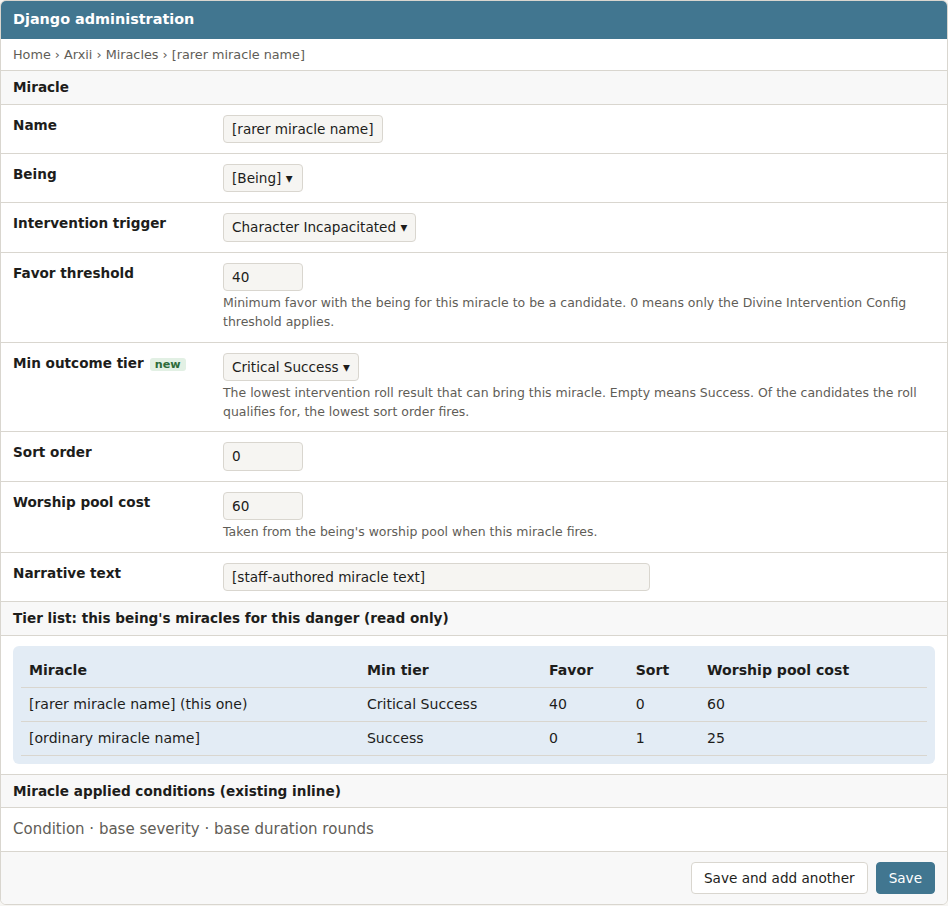 Django administration
Home › Arxii › Miracles › [rarer miracle name]
Miracle
Name [rarer miracle name]
Being [Being] ▾
Intervention trigger Character Incapacitated ▾
Favor threshold 40
Minimum favor with the being for this miracle to be a candidate. 0 means only the Divine Intervention Config
threshold applies.
Min outcome tier new Critical Success ▾
The lowest intervention roll result that can bring this miracle. Empty means Success. Of the candidates the roll
qualifies for, the lowest sort order fires.
Sort order 0
Worship pool cost 60
Taken from the being's worship pool when this miracle fires.
Narrative text [staff-authored miracle text]
Tier list: this being's miracles for this danger (read only)
Miracle Min tier Favor Sort Worship pool cost
[rarer miracle name] (this one) Critical Success 40 0 60
[ordinary miracle name] Success 0 1 25
Miracle applied conditions (existing inline)
Condition · base severity · base duration rounds
Save and add another Save